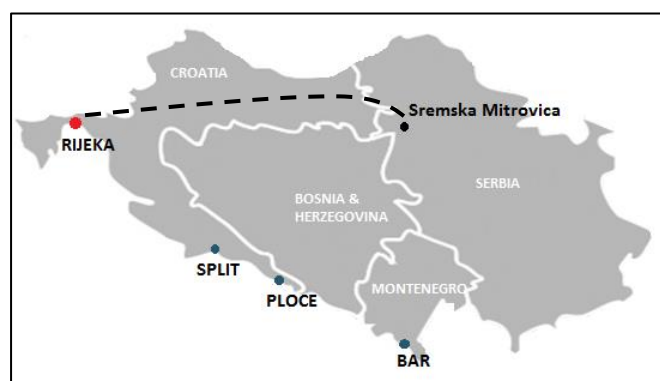 CROATIA
Sremska Mitrovica
RIJEKA
SERBIA
BOSNIA &
HERZEGOVINA
SPLIT
PLOCE
MONTENEGRO
BAR